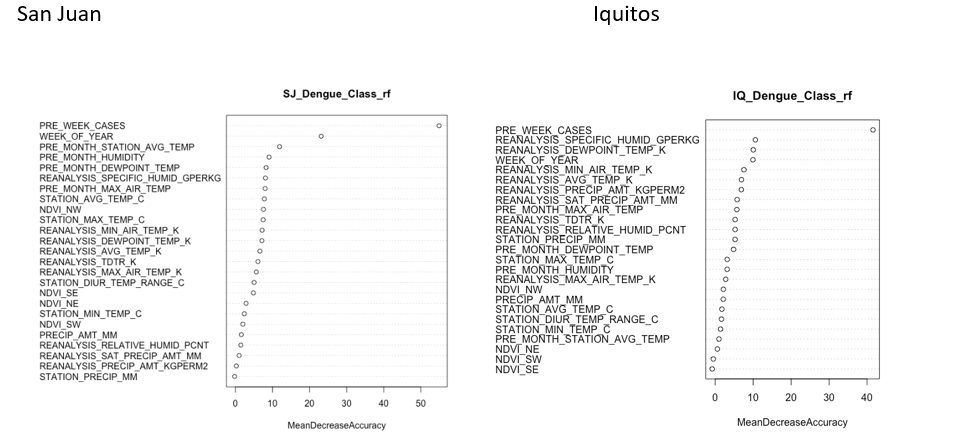 San Juan
Iquitos
SJ_Dengue_Class_rf
PRE_WEEK_CASES
WEEK_OF_YEAR
PRE_MONTH_STATION_AVG_TEMP
PRE_MONTH_HUMIDITY
PRE_MONTH_DEWPOINT_TEMP
REANALYSIS_SPECIFIC_HUMID_GPERKG
PRE_MONTH_MAX_AIR_TEMP
STATION_AVG_TEMP_C
NDVI_NW
STATION_MAX_TEMP_C
REANALYSIS_MIN_AIR_TEMP_K
REANALYSIS_DEWPOINT_TEMP_K
REANALYSIS_AVG_TEMP_K
REANALYSIS_TDTR_K
REANALYSIS_MAX_AIR_TEMP_K
STATION_DIUR_TEMP_RANGE_C
NDVI_SE
NDVI_NE
STATION_MIN_TEMP_C
NDVI_SW
PRECIP_AMT_MM
REANALYSIS_RELATIVE_HUMID_PCNT
REANALYSIS_SAT_PRECIP_AMT_MM
REANALYSIS_PRECIP_AMT_KGPERM2
STATION_PRECIP_MM
0 10 20 30 40 50
MeanDecreaseAccuracy
IQ_Dengue_Class_rf
PRE_WEEK_CASES
REANALYSIS_SPECIFIC_HUMID_GPERKG
REANALYSIS_DEWPOINT_TEMP_K
WEEK_OF_YEAR
REANALYSIS_MIN_AIR_TEMP_K
REANALYSIS_AVG_TEMP_K
REANALYSIS_PRECIP_AMT_KGPERM2
REANALYSIS_SAT_PRECIP_AMT_MM
PRE_MONTH_MAX_AIR_TEMP
REANALYSIS_TDTR_K
REANALYSIS_RELATIVE_HUMID_PCNT
STATION_PRECIP_MM
PRE_MONTH_DEWPOINT_TEMP
STATION_MAX_TEMP_C
PRE_MONTH_HUMIDITY
REANALYSIS_MAX_AIR_TEMP_K
NDVI_NW
PRECIP_AMT_MM
STATION_AVG_TEMP_C
STATION_DIUR_TEMP_RANGE_C
STATION_MIN_TEMP_C
PRE_MONTH_STATION_AVG_TEMP
NDVI_NE
NDVI_SW
NDVI_SE
0 10 20 30 40
MeanDecreaseAccuracy